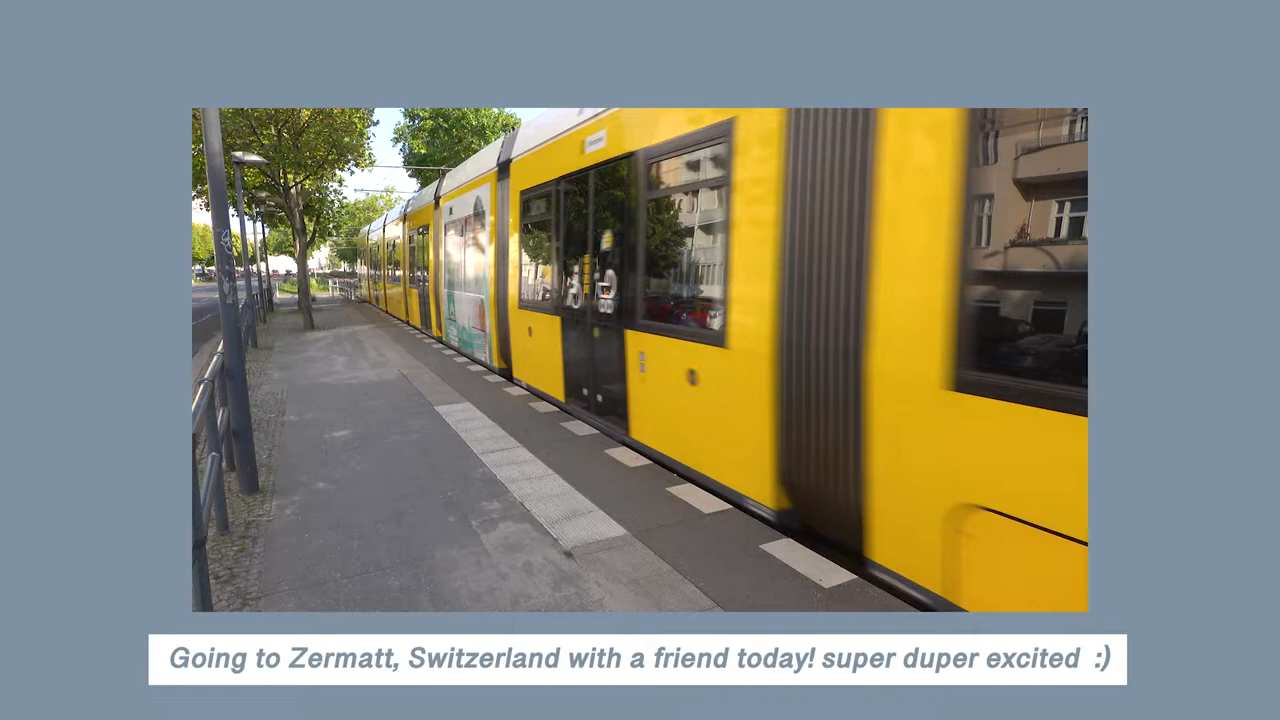 Going to Zermatt, Switzerland with a friend today! super duper excited :)